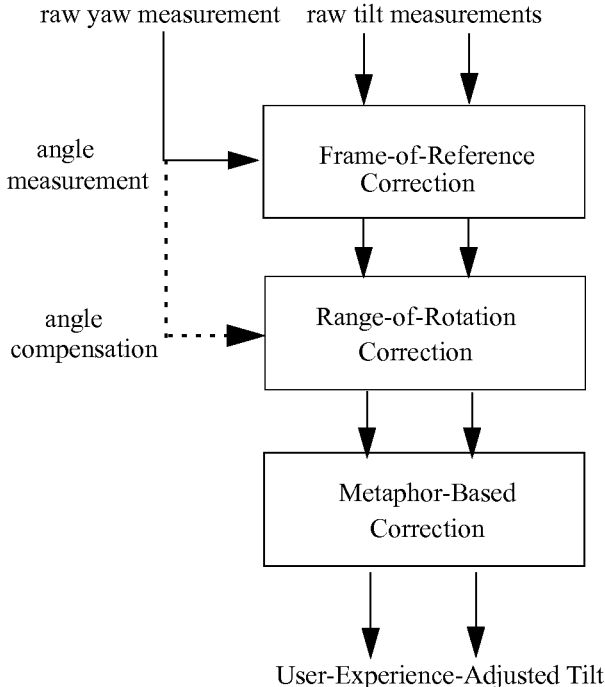 raw yaw measurement
raw tilt measurements
angle
measurement
Frame-of-Reference
Correction
angle
compensation
Range-of-Rotation
Correction
Metaphor-Based
Correction
User-Experience-Adjusted Tilt